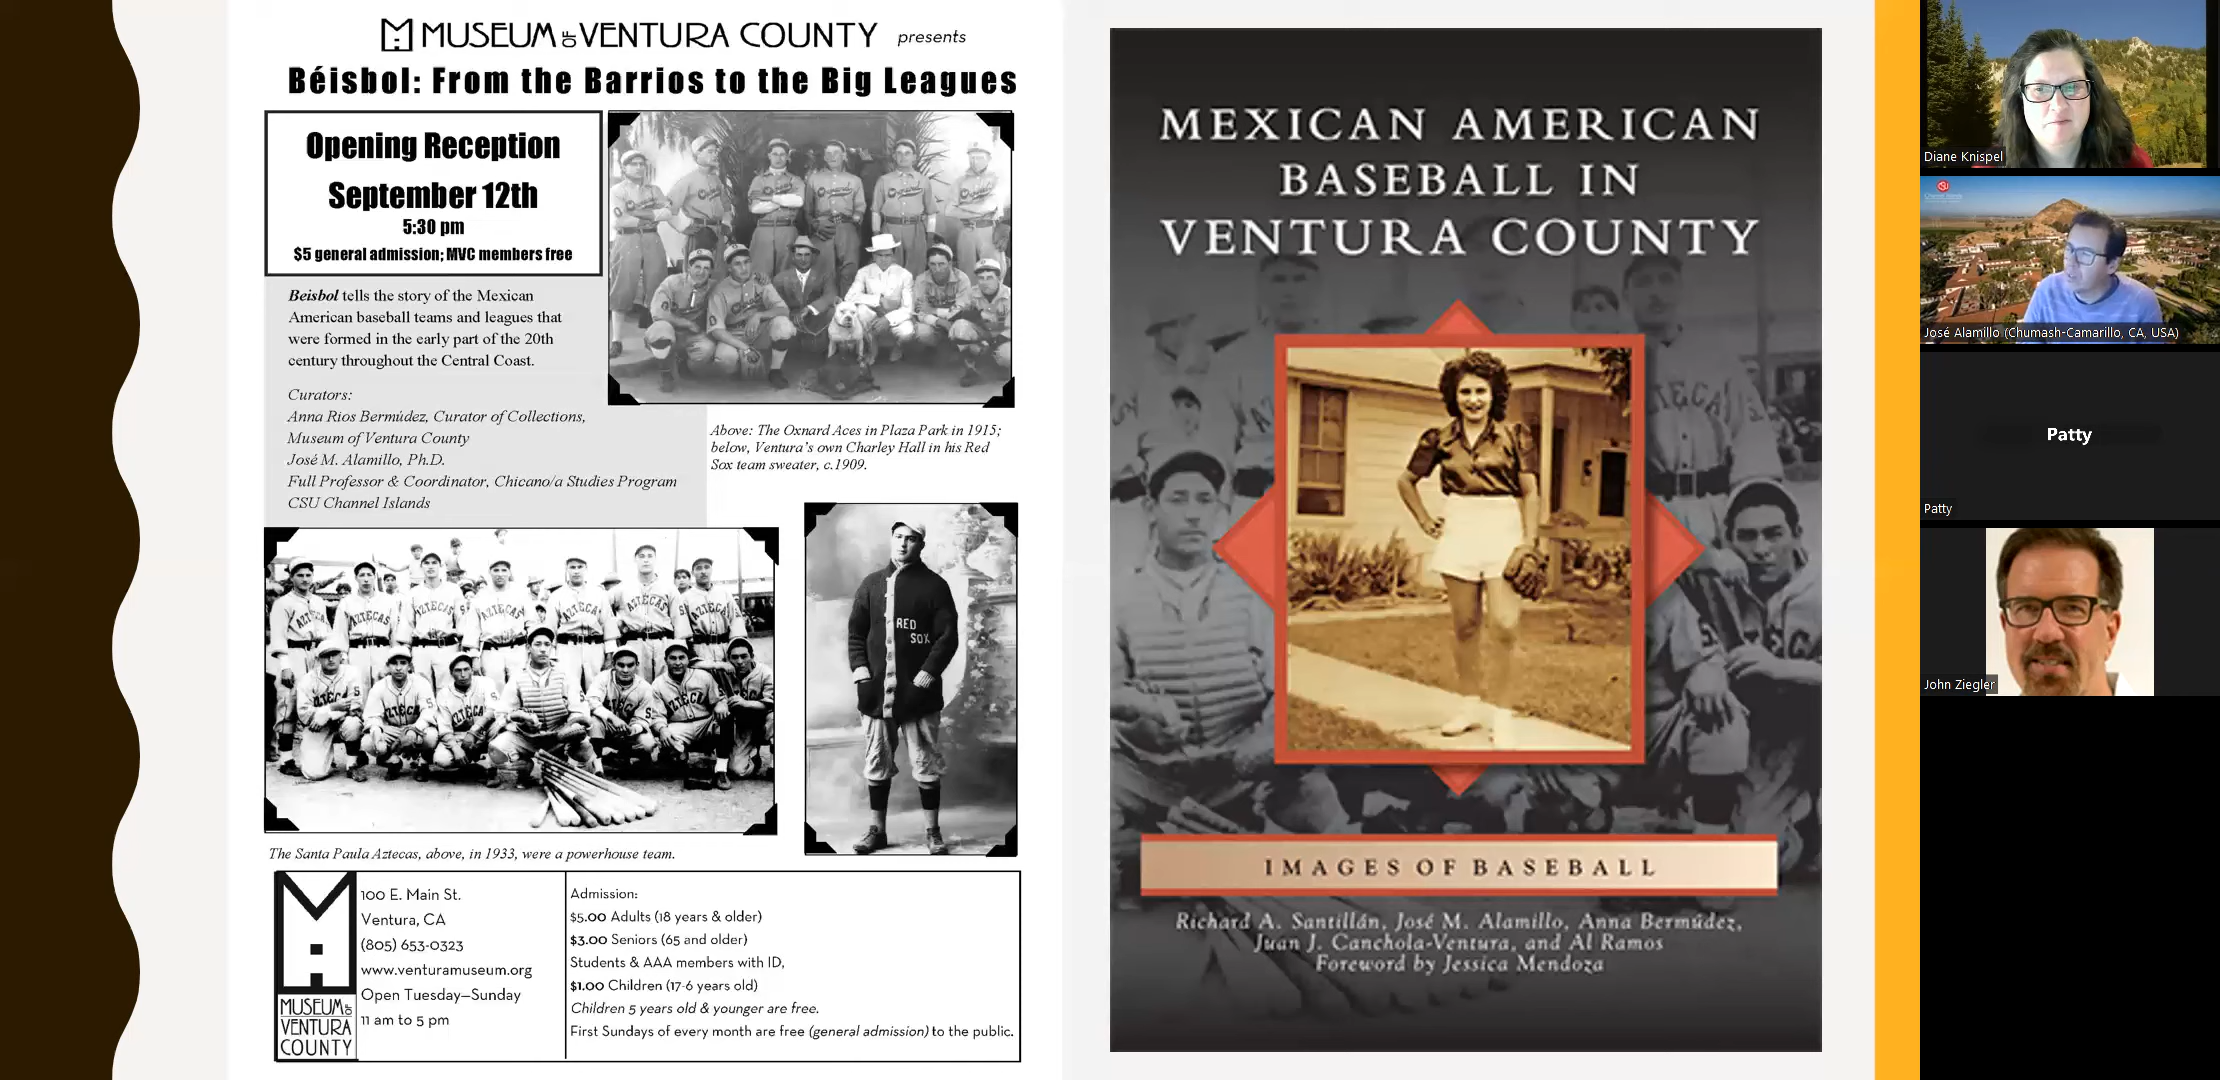 MUSEUM OF VENTURA COUNTY presents
Béisbol: From the Barrios to the Big Leagues
Opening Reception
September 12th
5:30 pm
$5 general admission; MVC members free
Beisbol tells the story of the Mexican
American baseball teams and leagues that
were formed in the early part of the 20th
century throughout the Central Coast.
Curators:
Anna Rios Bermúdez, Curator of Collections,
Museum of Ventura County
José M. Alamillo, Ph.D.
Full Professor & Coordinator, Chicano/a Studies Program
CSU Channel Islands
Above: The Oxnard Aces in Plaza Park in 1915;
below, Ventura's own Charley Hall in his Red
Sox team sweater, c.1909.
AZTECAS
AZTECAS
AZTECAS
AZTECAS
AZTECAS
RED
SOX
The Santa Paula Aztecas, above, in 1933, were a powerhouse team.
MUSEUM OF
VENTURA
COUNTY
100 E. Main St.
Ventura, CA
(805) 653-0323
www.venturamuseum.org
Open Tuesday–Sunday
11 am to 5 pm
Admission:
$5.00 Adults (18 years & older)
$3.00 Seniors (65 and older)
Students & AAA members with ID,
$1.00 Children (17-6 years old)
Children 5 years old & younger are free.
First Sundays of every month are free (general admission) to the public.
MEXICAN AMERICAN
BASEBALL IN
VENTURA COUNTY
IMAGES OF BASEBALL
Richard A. Santillán, José M. Alamillo, Anna Bermúdez,
Juan J. Canchola-Ventura, and Al Ramos
Foreword by Jessica Mendoza
Diane Knispel
José Alamillo (Chumash-Camarillo, CA, USA)
Patty
Patty
John Ziegler